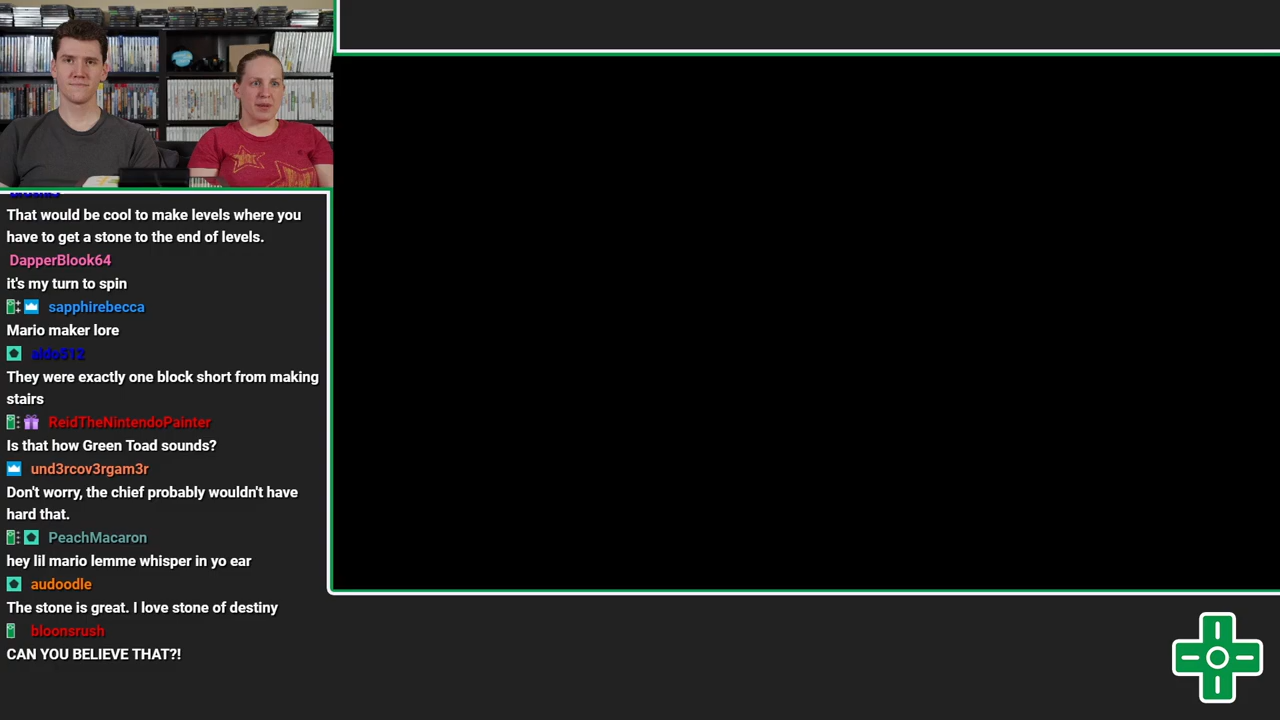 That would be cool to make levels where you
have to get a stone to the end of levels.
DapperBlook64
it's my turn to spin
sapphirebecca
Mario maker lore
aldo512
They were exactly one block short from making
stairs
ReidTheNintendoPainter
Is that how Green Toad sounds?
und3rcov3rgam3r
Don't worry, the chief probably wouldn't have
hard that.
PeachMacaron
hey lil mario lemme whisper in yo ear
audoodle
The stone is great. I love stone of destiny
bloonsrush
CAN YOU BELIEVE THAT?!